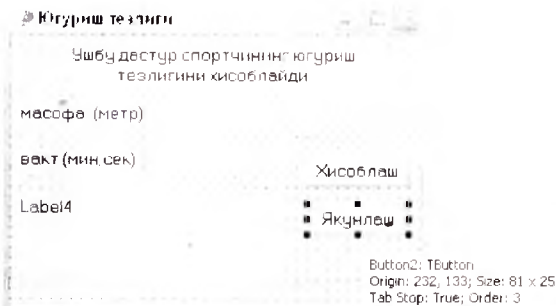 Югуриш тезлиги
Ушбу дастур спортчининг югуриш
тезлигини хисоблайди
масофа (метр)
вакт (мин,сек)
Хисоблаш
Label4
Якунлаш
Button2: TButton
Origin: 232, 133; Size: 81 x 25
Tab Stop: True; Order: 3